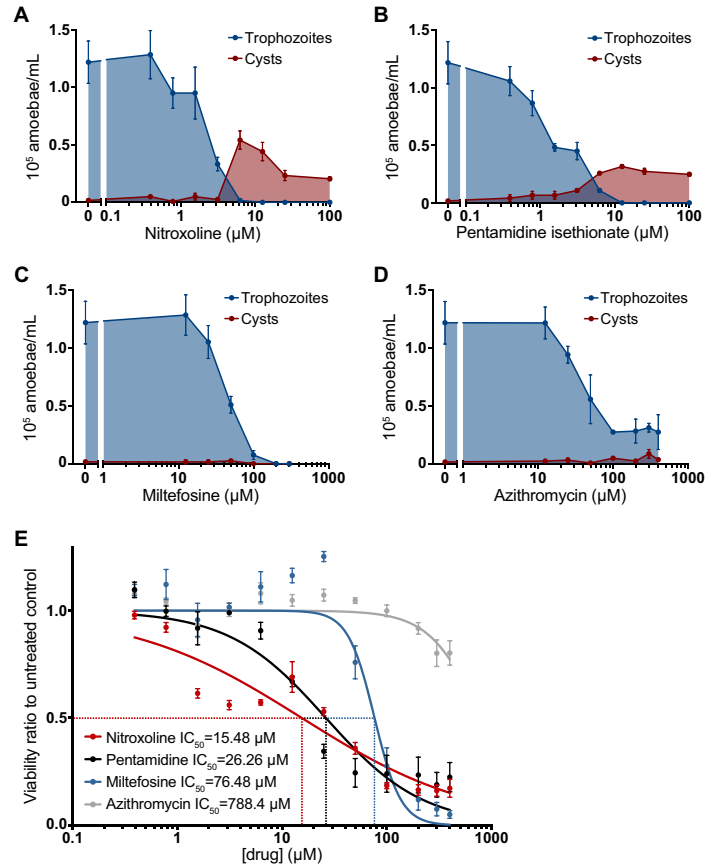 A
1.5
1.0
0.5
0
10⁵ amoebae/mL
Trophozoites
Cysts
0 0.1 1 10 100
Nitroxoline (µM)
B
1.5
1.0
0.5
0
10⁵ amoebae/mL
Trophozoites
Cysts
0 0.1 1 10 100
Pentamidine isethionate (µM)
C
1.5
1.0
0.5
0
10⁵ amoebae/mL
Trophozoites
Cysts
0 1 10 100 1000
Miltefosine (µM)
D
1.5
1.0
0.5
0
10⁵ amoebae/mL
Trophozoites
Cysts
0 1 10 100 1000
Azithromycin (µM)
E
Viability ratio to untreated control
1.0
0.5
0.0
Nitroxoline IC₅₀=15.48 µM
Pentamidine IC₅₀=26.26 µM
Miltefosine IC₅₀=76.48 µM
Azithromycin IC₅₀=788.4 µM
0.1 1 10 100 1000
[drug] (µM)